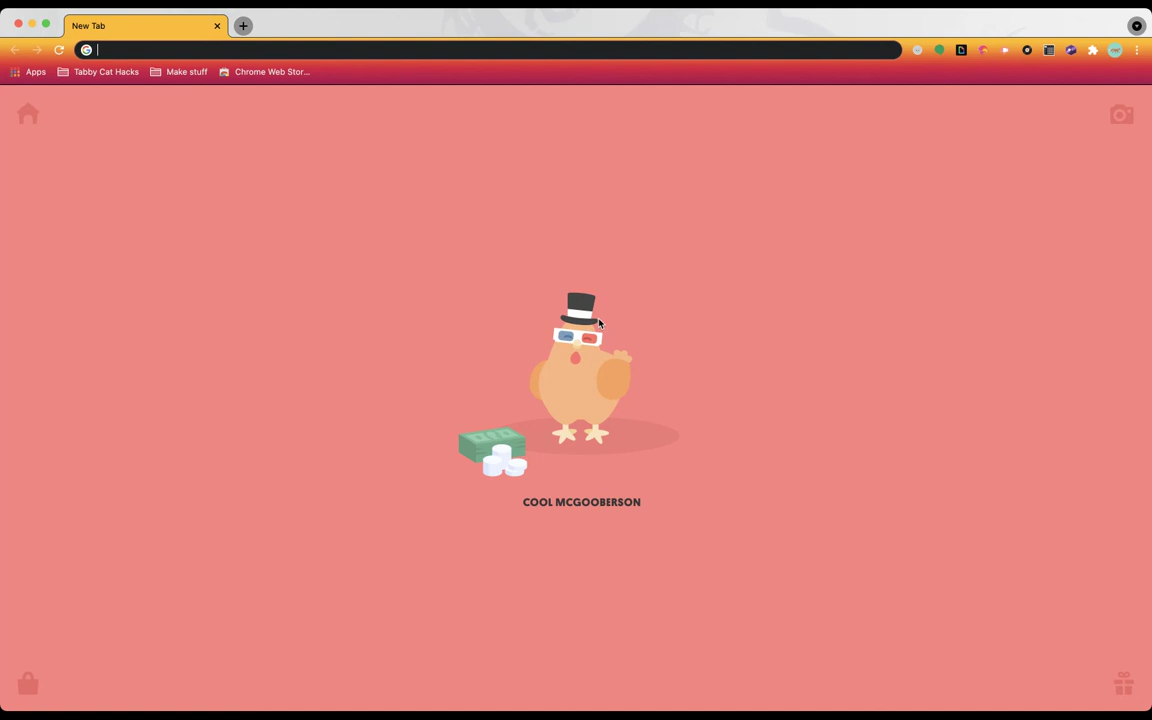 New Tab
Apps
Tabby Cat Hacks
Make stuff
Chrome Web Stor...
COOL MCGOOBERSON